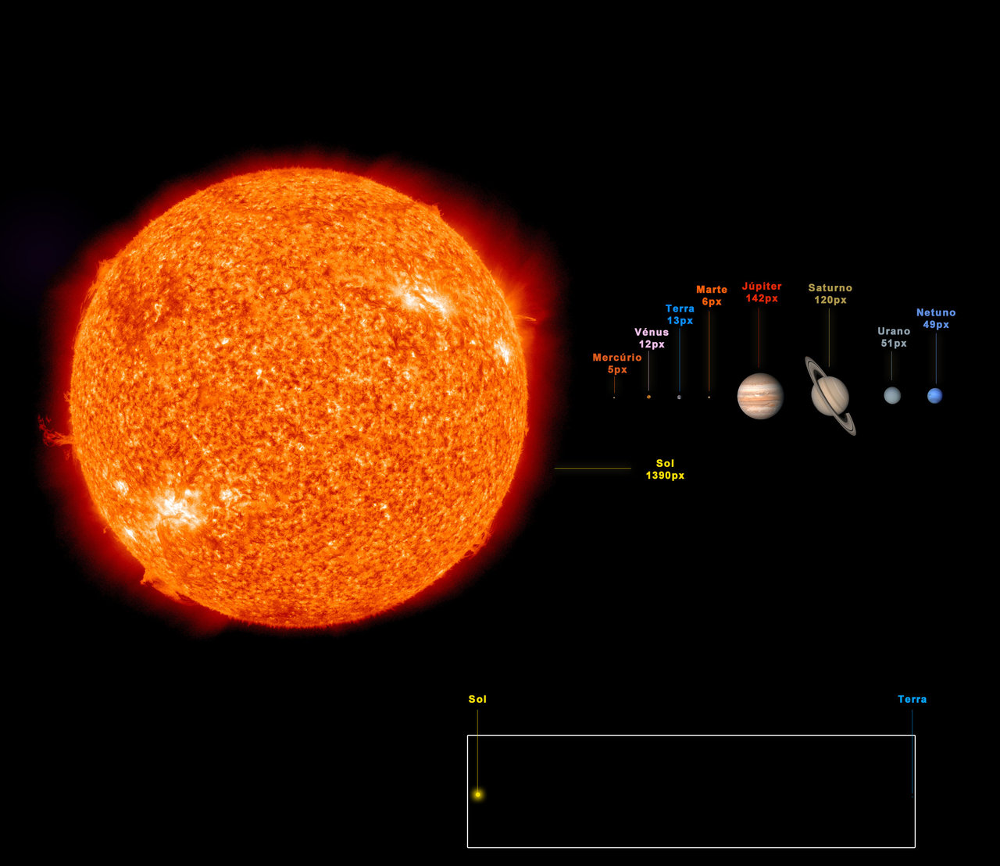 Mercúrio
5px
Vénus
12px
Terra
13px
Marte
6px
Júpiter
142px
Saturno
120px
Urano
51px
Netuno
49px
Sol
1390px
Sol
Terra